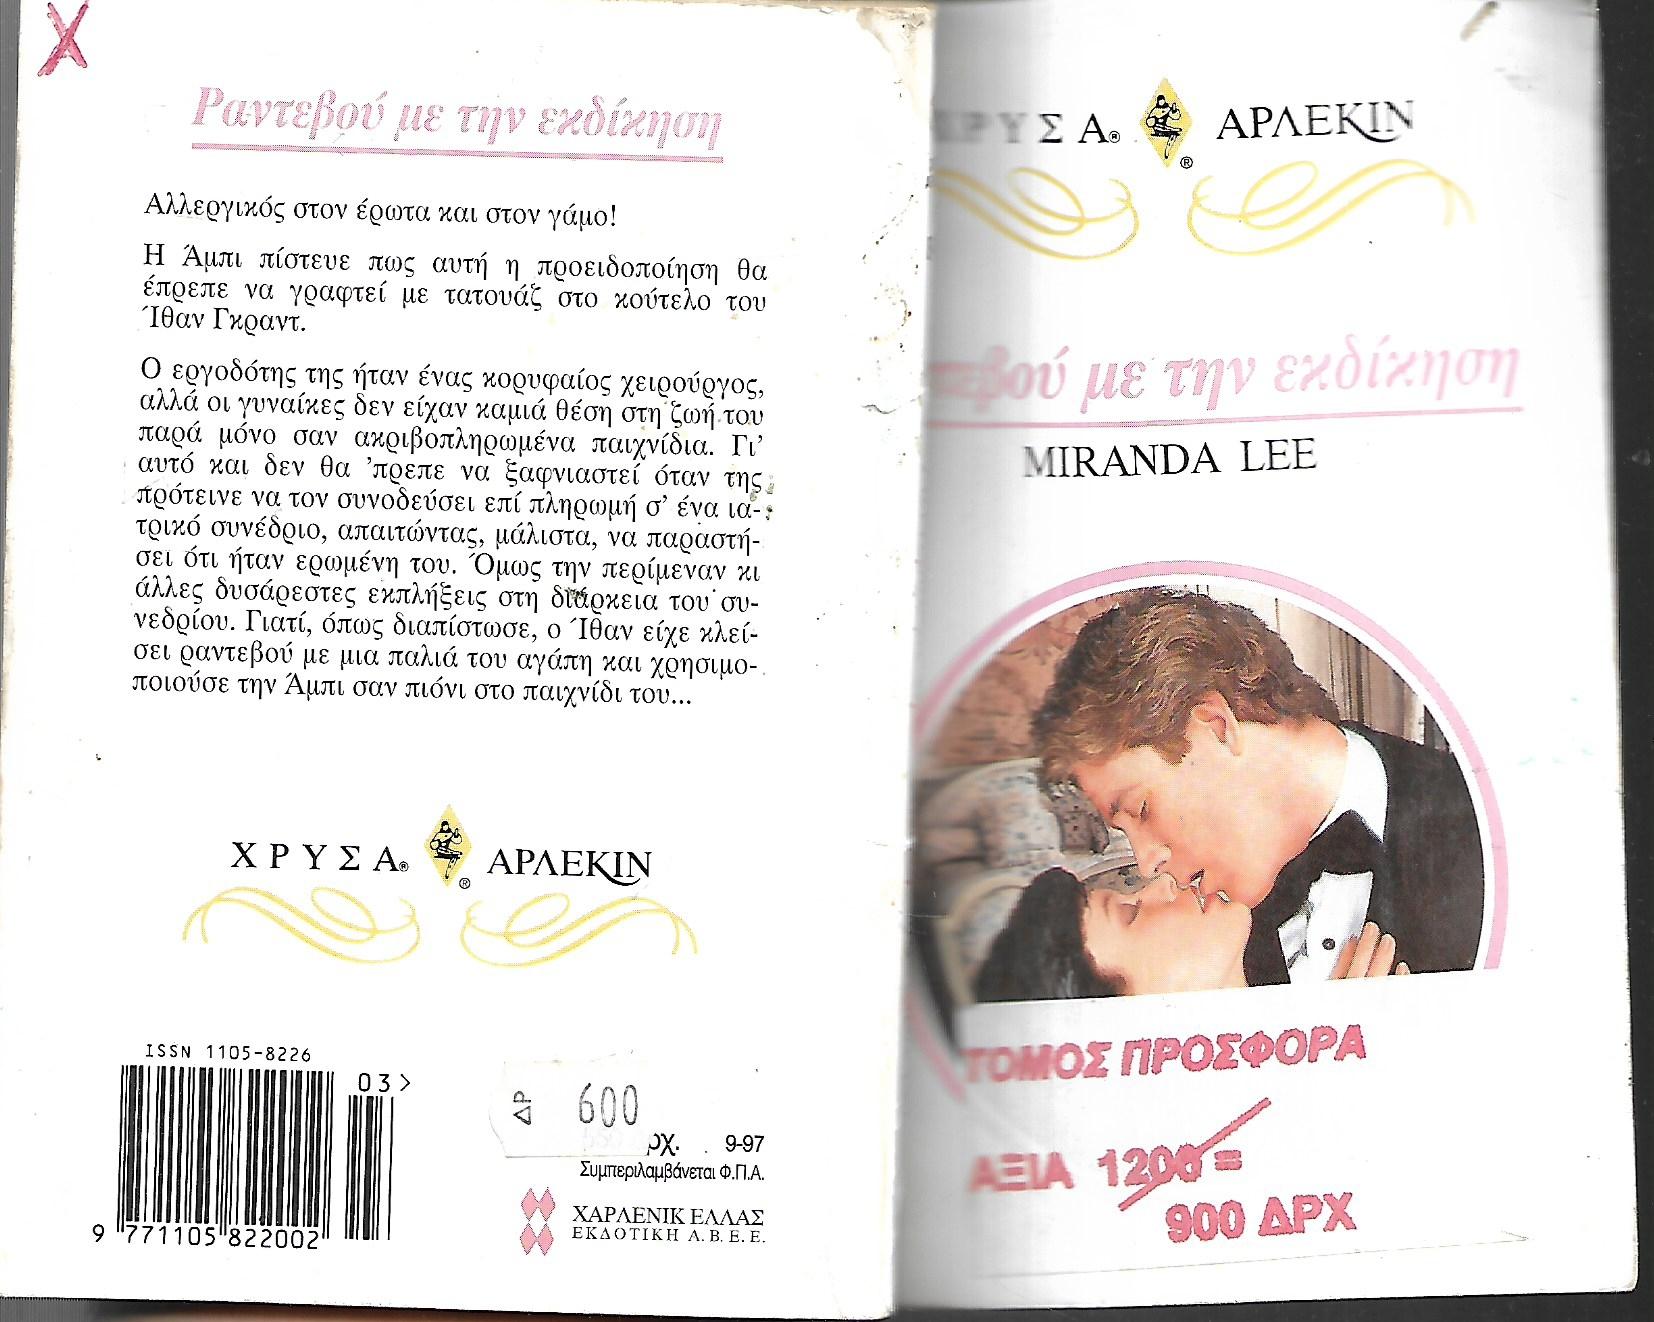 Ραντεβού με την εκδίκηση
Αλλεργικός στον έρωτα και στον γάμο!
Η Άμπι πίστευε πως αυτή η προειδοποίηση θα
έπρεπε να γραφτεί με τατουάζ στο κούτελο του
Ίθαν Γκραντ.
Ο εργοδότης της ήταν ένας κορυφαίος χειρούργος,
αλλά οι γυναίκες δεν είχαν καμιά θέση στη ζωή του
παρά μόνο σαν ακριβοπληρωμένα παιχνίδια. Γι’
αυτό και δεν θα ’πρεπε να ξαφνιαστεί όταν της
πρότεινε να τον συνοδεύσει επί πληρωμή σ’ ένα ια-
τρικό συνέδριο, απαιτώντας, μάλιστα, να παραστή-
σει ότι ήταν ερωμένη του. Όμως την περίμεναν κι
άλλες δυσάρεστες εκπλήξεις στη διάρκεια του συ-
νεδρίου. Γιατί, όπως διαπίστωσε, ο Ίθαν είχε κλεί-
σει ραντεβού με μια παλιά του αγάπη και χρησιμο-
ποιούσε την Άμπι σαν πιόνι στο παιχνίδι του...
ΧΡΥΣΑ® ® ΑΡΛΕΚΙΝ
ISSN 1105-8226
03>
9 771105 822002
ΔΡ 600
ρχ. 9-97
Συμπεριλαμβάνεται Φ.Π.Α.
ΧΑΡΛΕΝΙΚ ΕΛΛΑΣ
ΕΚΔΟΤΙΚΗ Α.Β.Ε.Ε.
ΧΡΥΣΑ® ® ΑΡΛΕΚΙΝ
τεβού με την εκδίκηση
MIRANDA LEE
ΤΟΜΟΣ ΠΡΟΣΦΟΡΑ
ΑΞΙΑ 1200=
900 ΔΡΧ